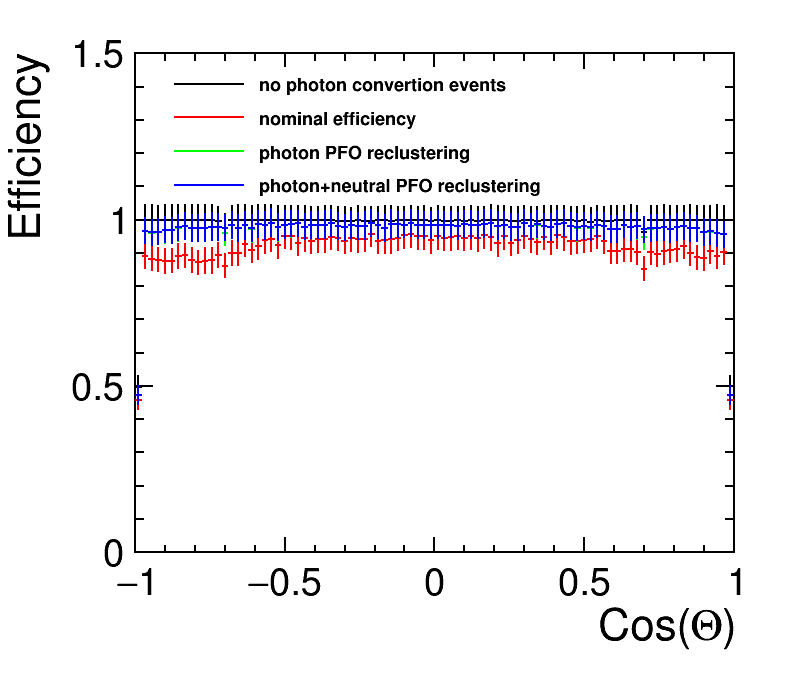 Efficiency
1.5
no photon convertion events
nominal efficiency
photon PFO reclustering
photon+neutral PFO reclustering
1
0.5
0
−1 −0.5 0 0.5 1
Cos(Θ)